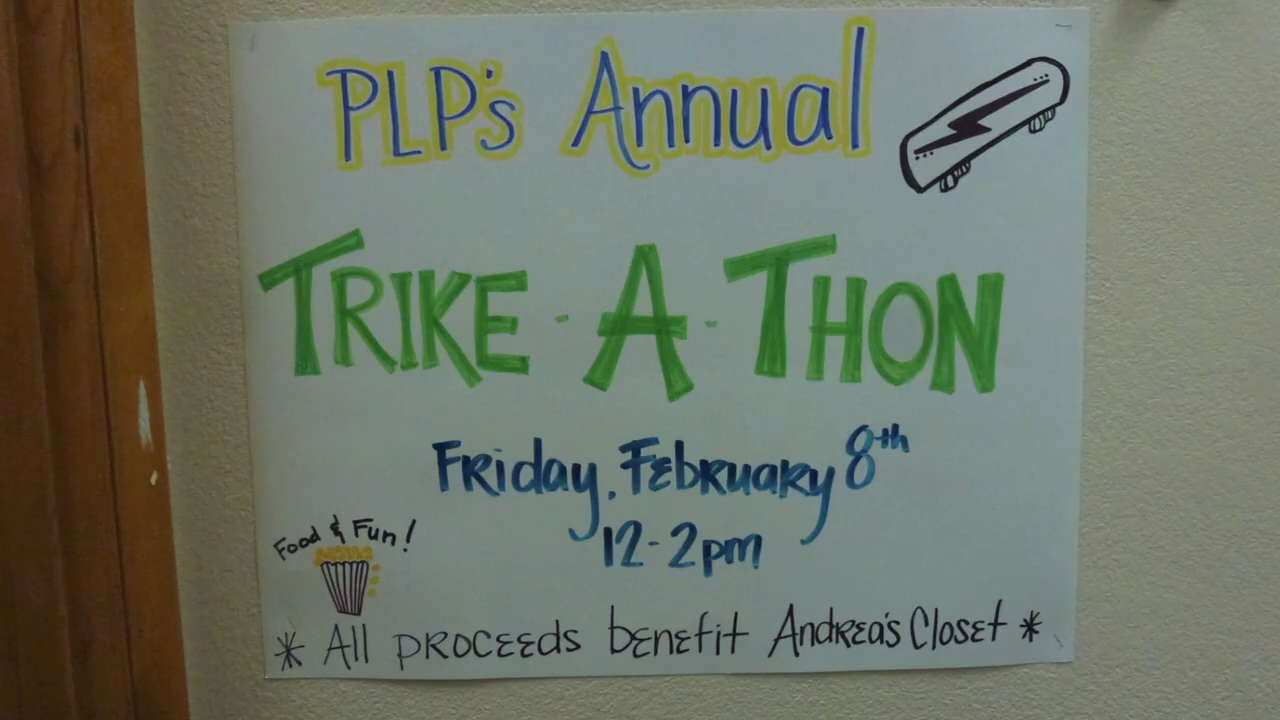 PLP's Annual
TRIKE-A-THON
Friday, February 8th
12-2pm
Food & Fun!
* All proceeds benefit Andrea's Closet *